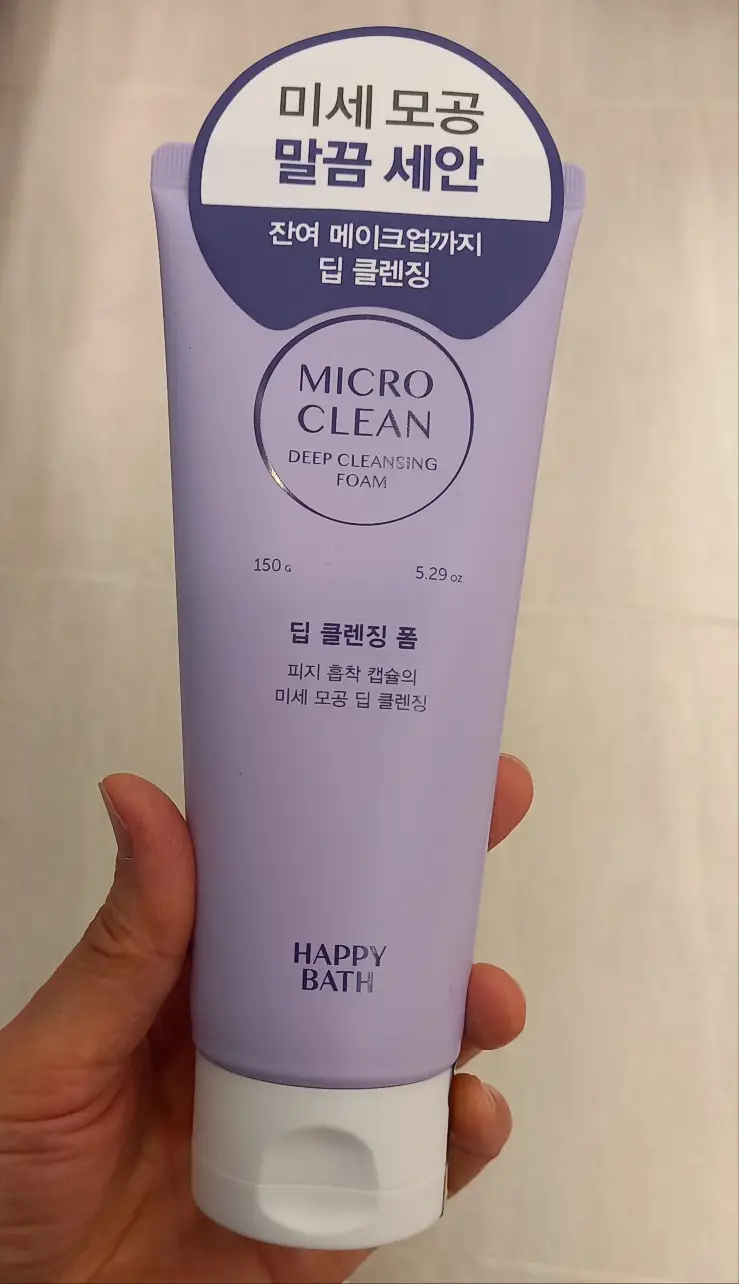 미세 모공
말끔 세안
잔여 메이크업까지
딥 클렌징
MICRO
CLEAN
DEEP CLEANSING
FOAM
150 G 5.29 oz.
딥 클렌징 폼
피지 흡착 캡슐의
미세 모공 딥 클렌징
HAPPY
BATH